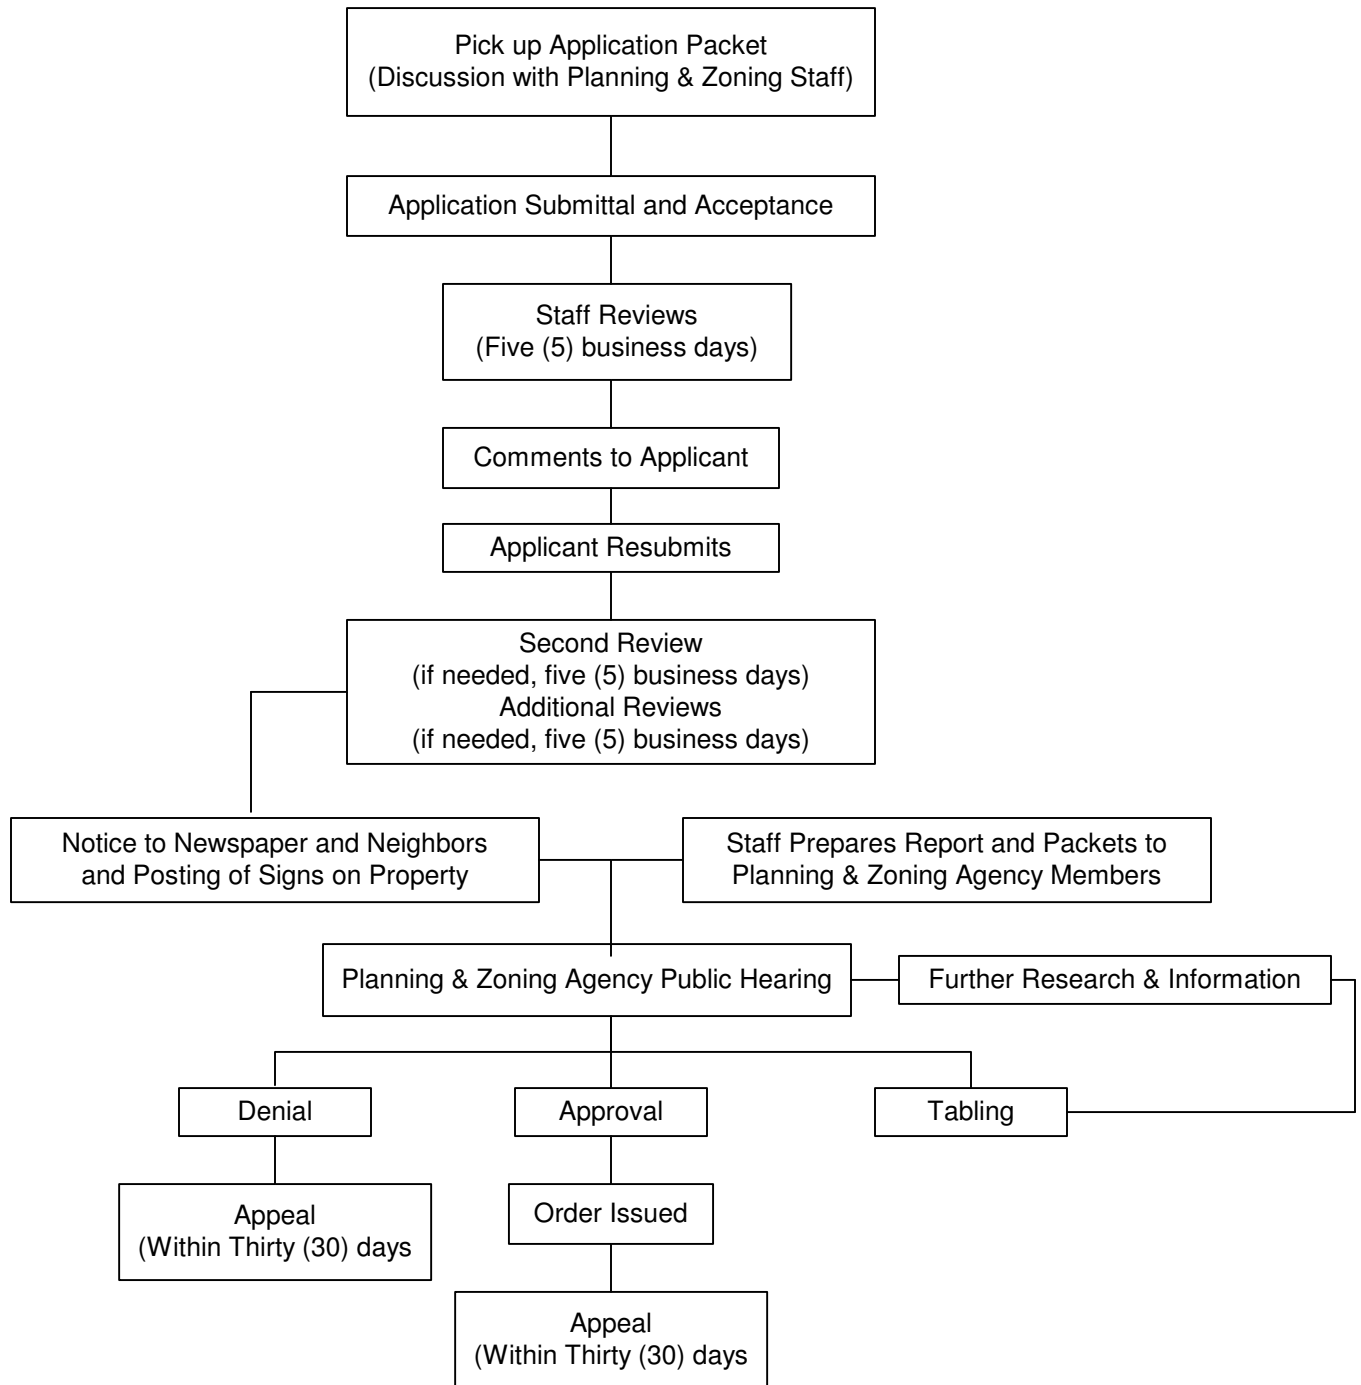 Pick up Application Packet
(Discussion with Planning & Zoning Staff)
Application Submittal and Acceptance
Staff Reviews
(Five (5) business days)
Comments to Applicant
Applicant Resubmits
Second Review
(if needed, five (5) business days)
Additional Reviews
(if needed, five (5) business days)
Notice to Newspaper and Neighbors
and Posting of Signs on Property
Staff Prepares Report and Packets to
Planning & Zoning Agency Members
Planning & Zoning Agency Public Hearing
Further Research & Information
Denial
Approval
Tabling
Appeal
(Within Thirty (30) days
Order Issued
Appeal
(Within Thirty (30) days